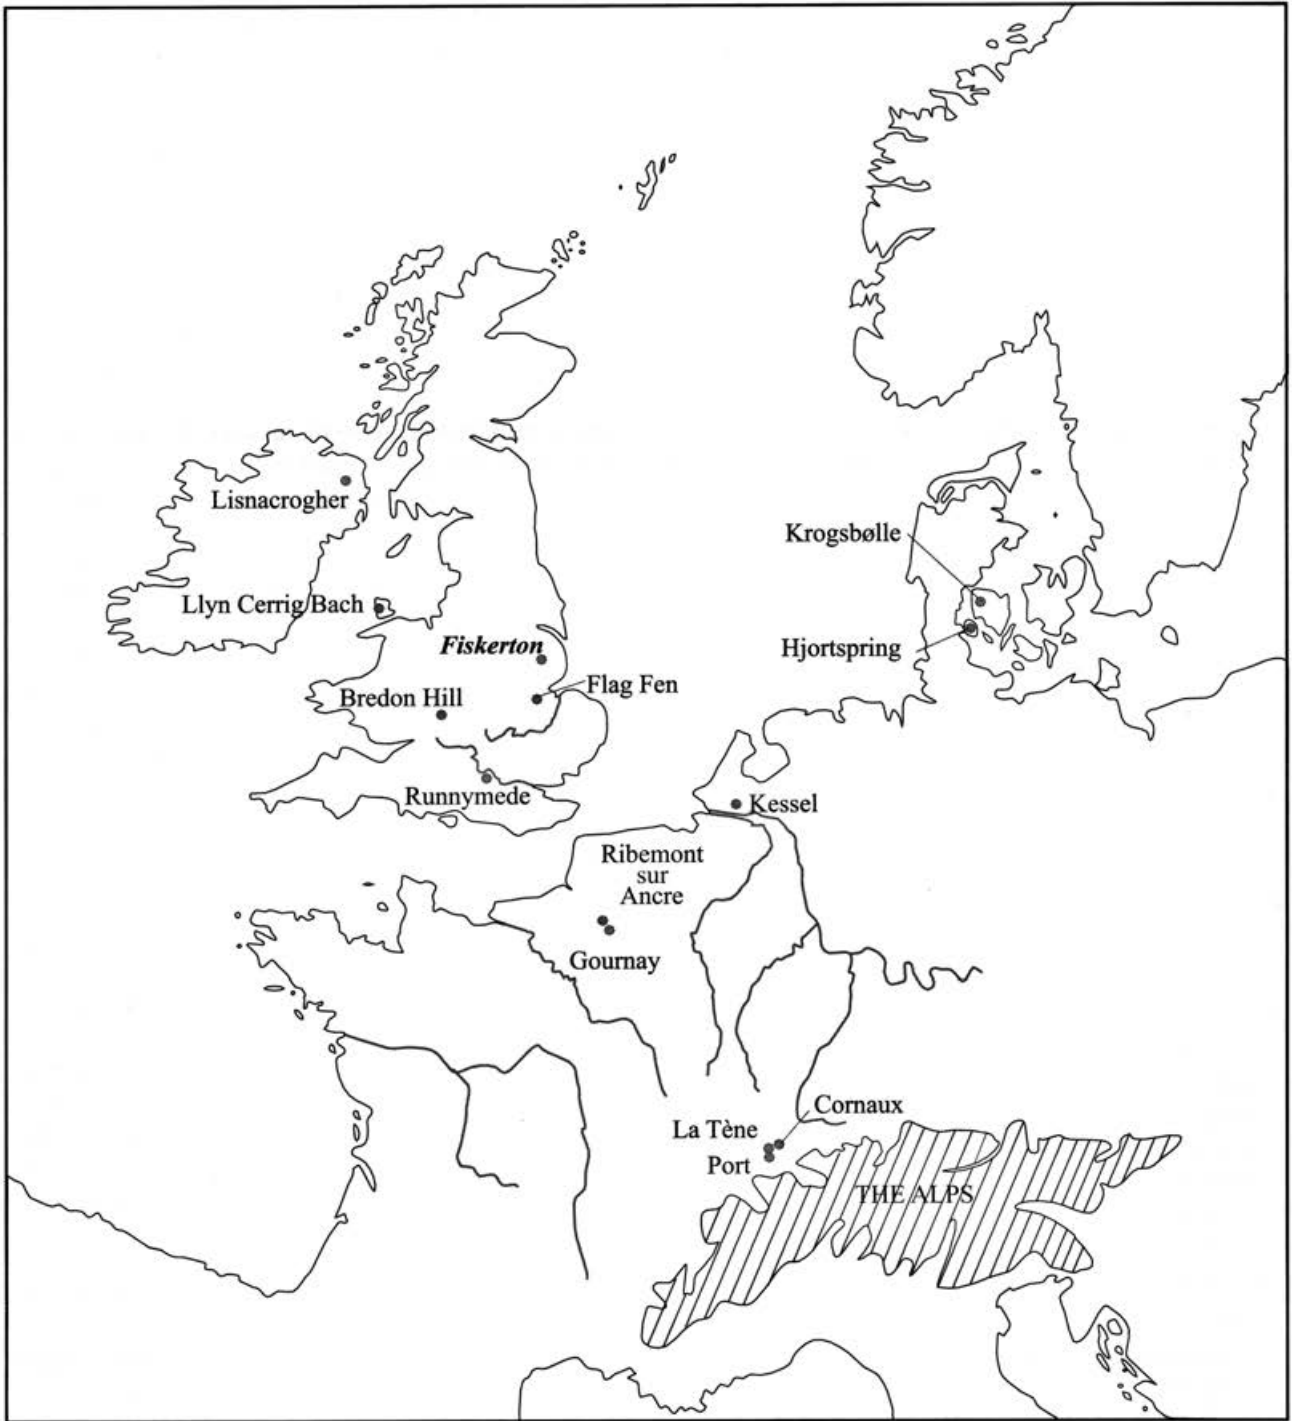 Lisnacrogher
Krogsbølle
Llyn Cerrig Bach
Fiskerton
Hjortspring
Flag Fen
Bredon Hill
Runnymede
Kessel
Ribemont
sur
Ancre
Gournay
Cornaux
La Tène
Port
THE ALPS